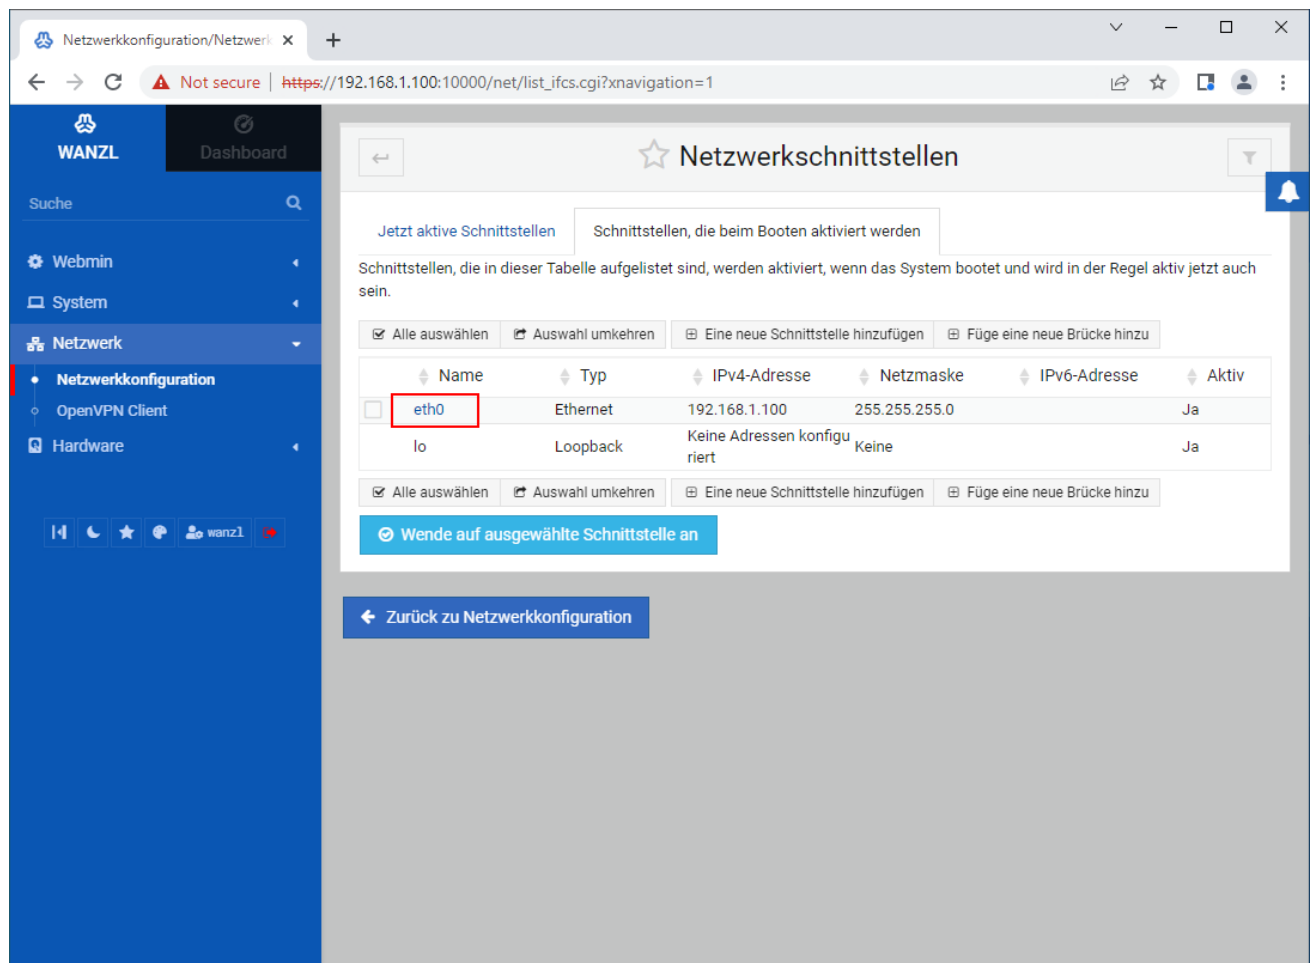 Netzwerkkonfiguration/Netzwerk
Not secure | https://192.168.1.100:10000/net/list_ifcs.cgi?xnavigation=1
WANZL
Dashboard
Suche
Webmin
System
Netzwerk
Netzwerkkonfiguration
OpenVPN Client
Hardware
wanzl
Netzwerkschnittstellen
Jetzt aktive Schnittstellen
Schnittstellen, die beim Booten aktiviert werden
Schnittstellen, die in dieser Tabelle aufgelistet sind, werden aktiviert, wenn das System bootet und wird in der Regel aktiv jetzt auch
sein.
Alle auswählen Auswahl umkehren Eine neue Schnittstelle hinzufügen Füge eine neue Brücke hinzu
Name Typ IPv4-Adresse Netzmaske IPv6-Adresse Aktiv
eth0 Ethernet 192.168.1.100 255.255.255.0 Ja
lo Loopback Keine Adressen konfigu
riert Keine Ja
Alle auswählen Auswahl umkehren Eine neue Schnittstelle hinzufügen Füge eine neue Brücke hinzu
Wende auf ausgewählte Schnittstelle an
Zurück zu Netzwerkkonfiguration